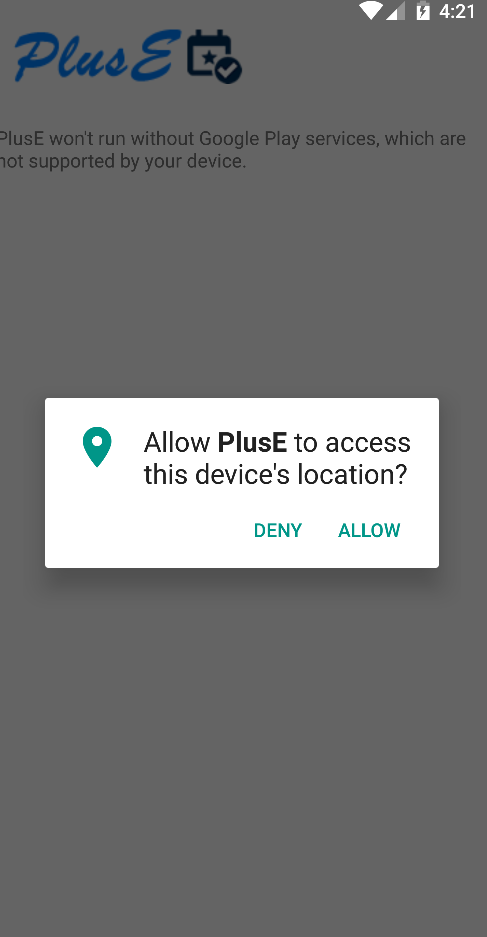 4:21
PlusE
PlusE won't run without Google Play services, which are
not supported by your device.
Allow PlusE to access
this device's location?
DENY ALLOW